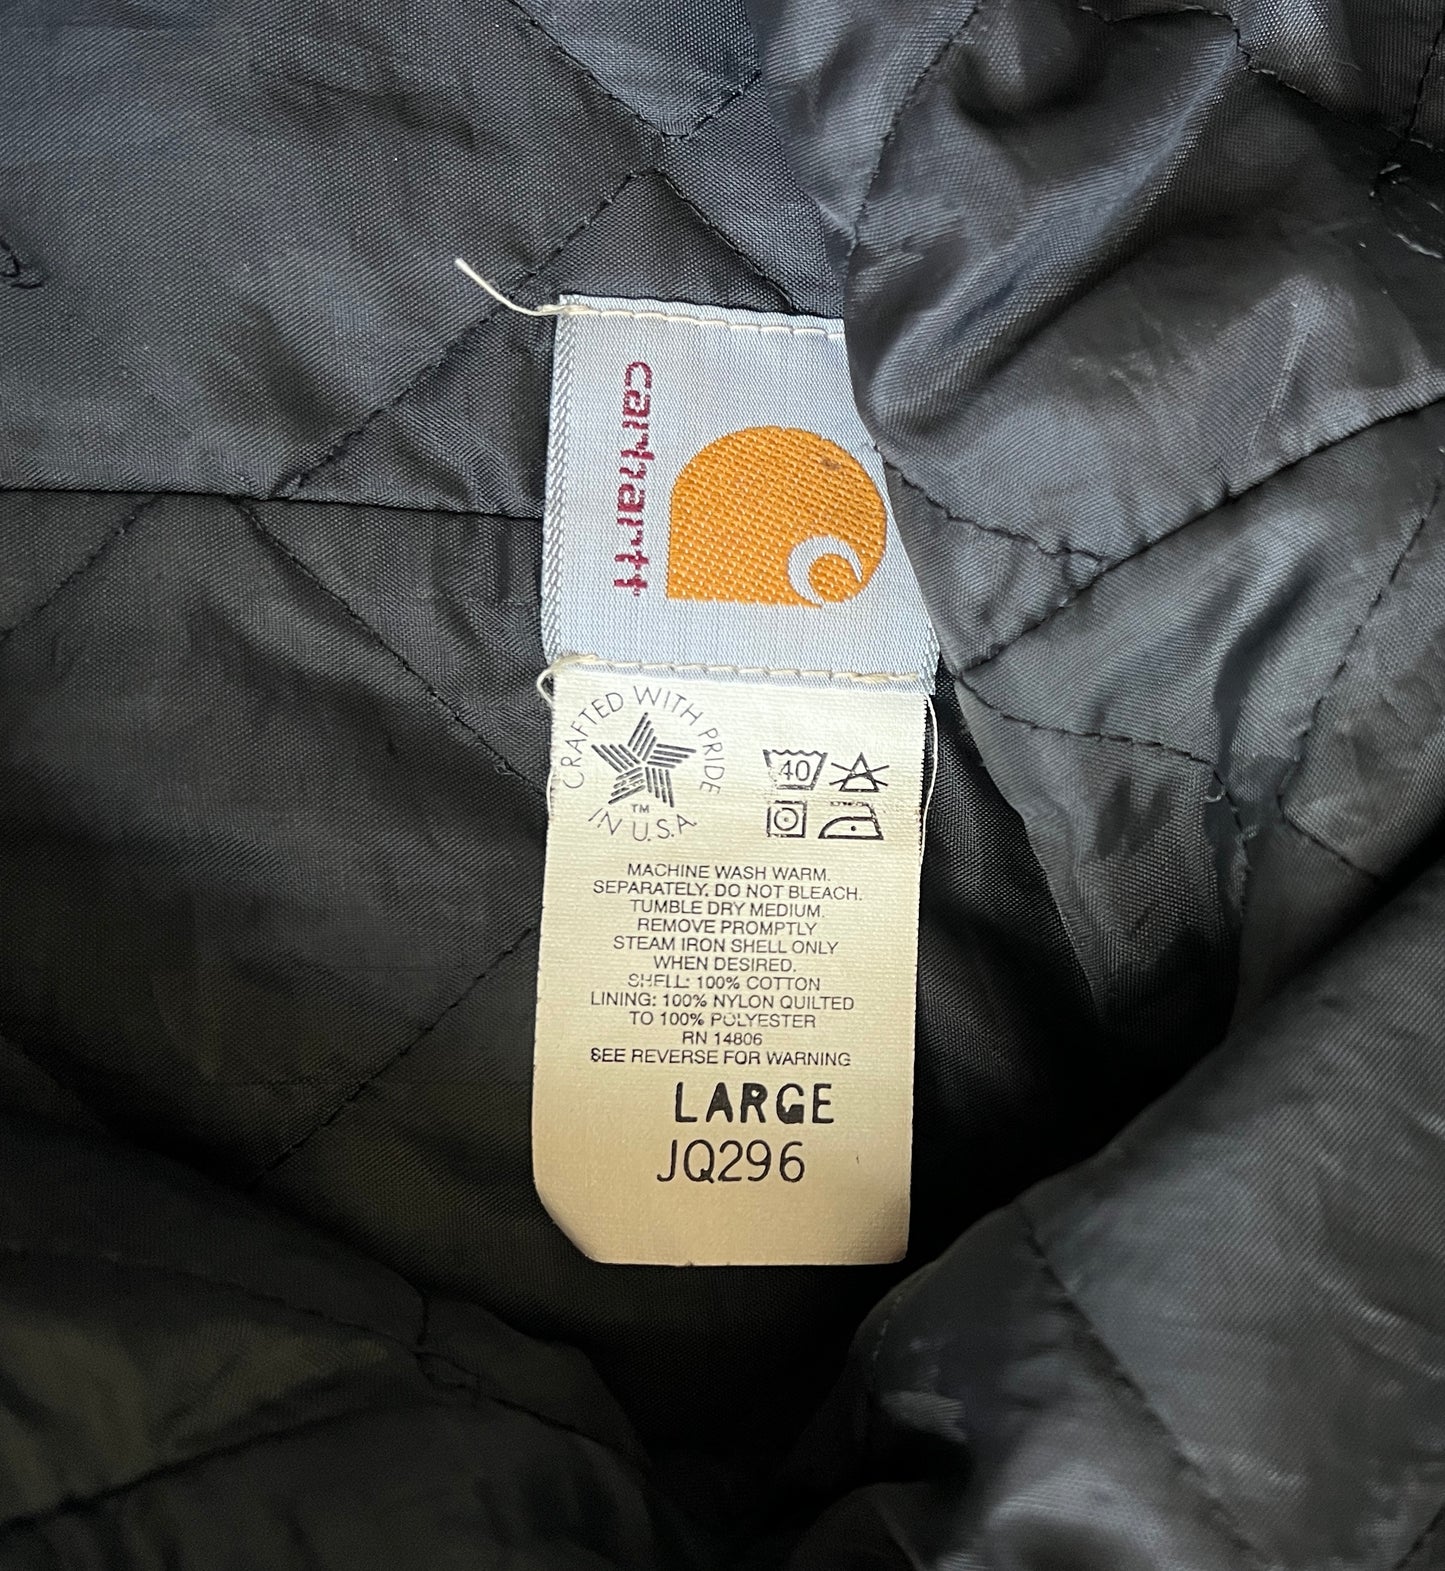 carhartt
CRAFTED WITH PRIDE
TM
IN U.S.A
40
MACHINE WASH WARM.
SEPARATELY. DO NOT BLEACH.
TUMBLE DRY MEDIUM.
REMOVE PROMPTLY
STEAM IRON SHELL ONLY
WHEN DESIRED.
SHELL: 100% COTTON
LINING: 100% NYLON QUILTED
TO 100% POLYESTER
RN 14806
SEE REVERSE FOR WARNING
LARGE
JQ296